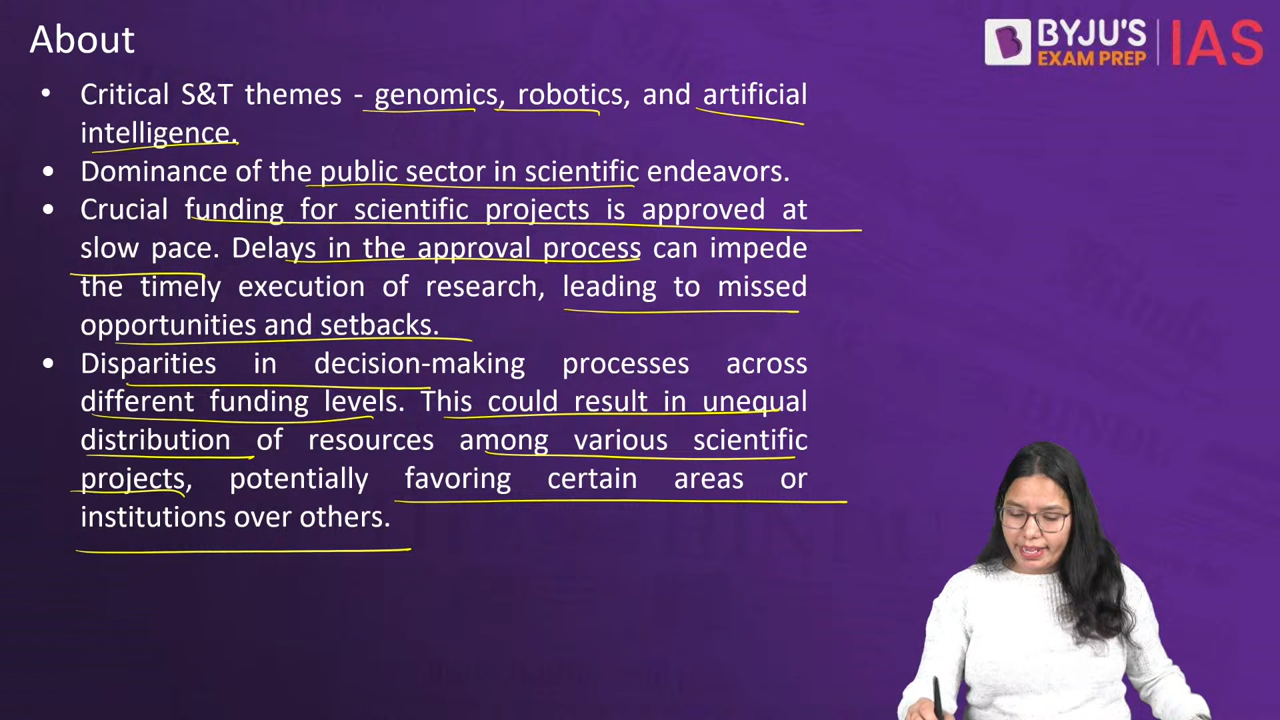 About
BYJU'S
EXAM PREP
IAS
• Critical S&T themes - genomics, robotics, and artificial
intelligence.
• Dominance of the public sector in scientific endeavors.
• Crucial funding for scientific projects is approved at
slow pace. Delays in the approval process can impede
the timely execution of research, leading to missed
opportunities and setbacks.
• Disparities in decision-making processes across
different funding levels. This could result in unequal
distribution of resources among various scientific
projects, potentially favoring certain areas or
institutions over others.